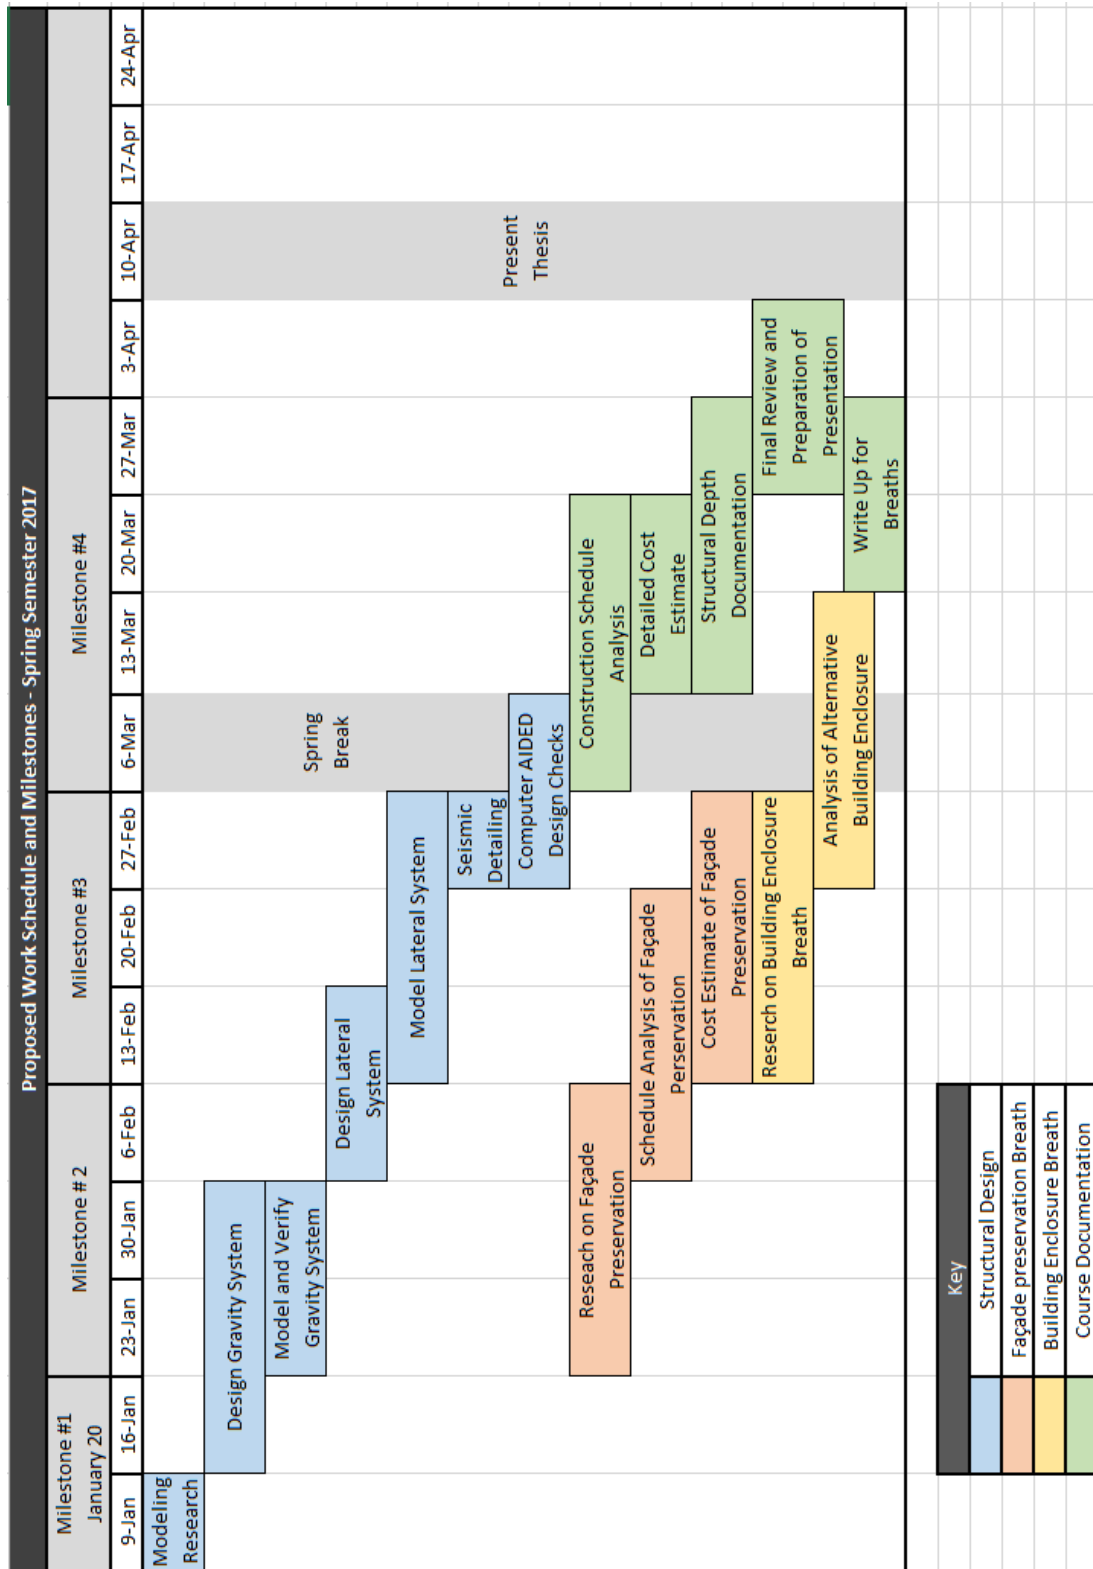 Proposed Work Schedule and Milestones - Spring Semester 2017
Milestone #1
January 20
Milestone # 2
Milestone #3
Milestone #4
9-Jan
16-Jan
23-Jan
30-Jan
6-Feb
13-Feb
20-Feb
27-Feb
6-Mar
13-Mar
20-Mar
27-Mar
3-Apr
10-Apr
17-Apr
24-Apr
Modeling
Research
Design Gravity System
Model and Verify
Gravity System
Spring
Break
Design Lateral
System
Model Lateral System
Seismic
Detailing
Present
Thesis
Computer AIDED
Design Checks
Reseach on Façade
Preservation
Construction Schedule
Analysis
Schedule Analysis of Façade
Perservation
Detailed Cost
Estimate
Cost Estimate of Façade
Preservation
Structural Depth
Documentation
Reserch on Building Enclosure
Breath
Final Review and
Preparation of
Presentation
Analysis of Alternative
Building Enclosure
Write Up for
Breaths
Key
Structural Design
Façade preservation Breath
Building Enclosure Breath
Course Documentation